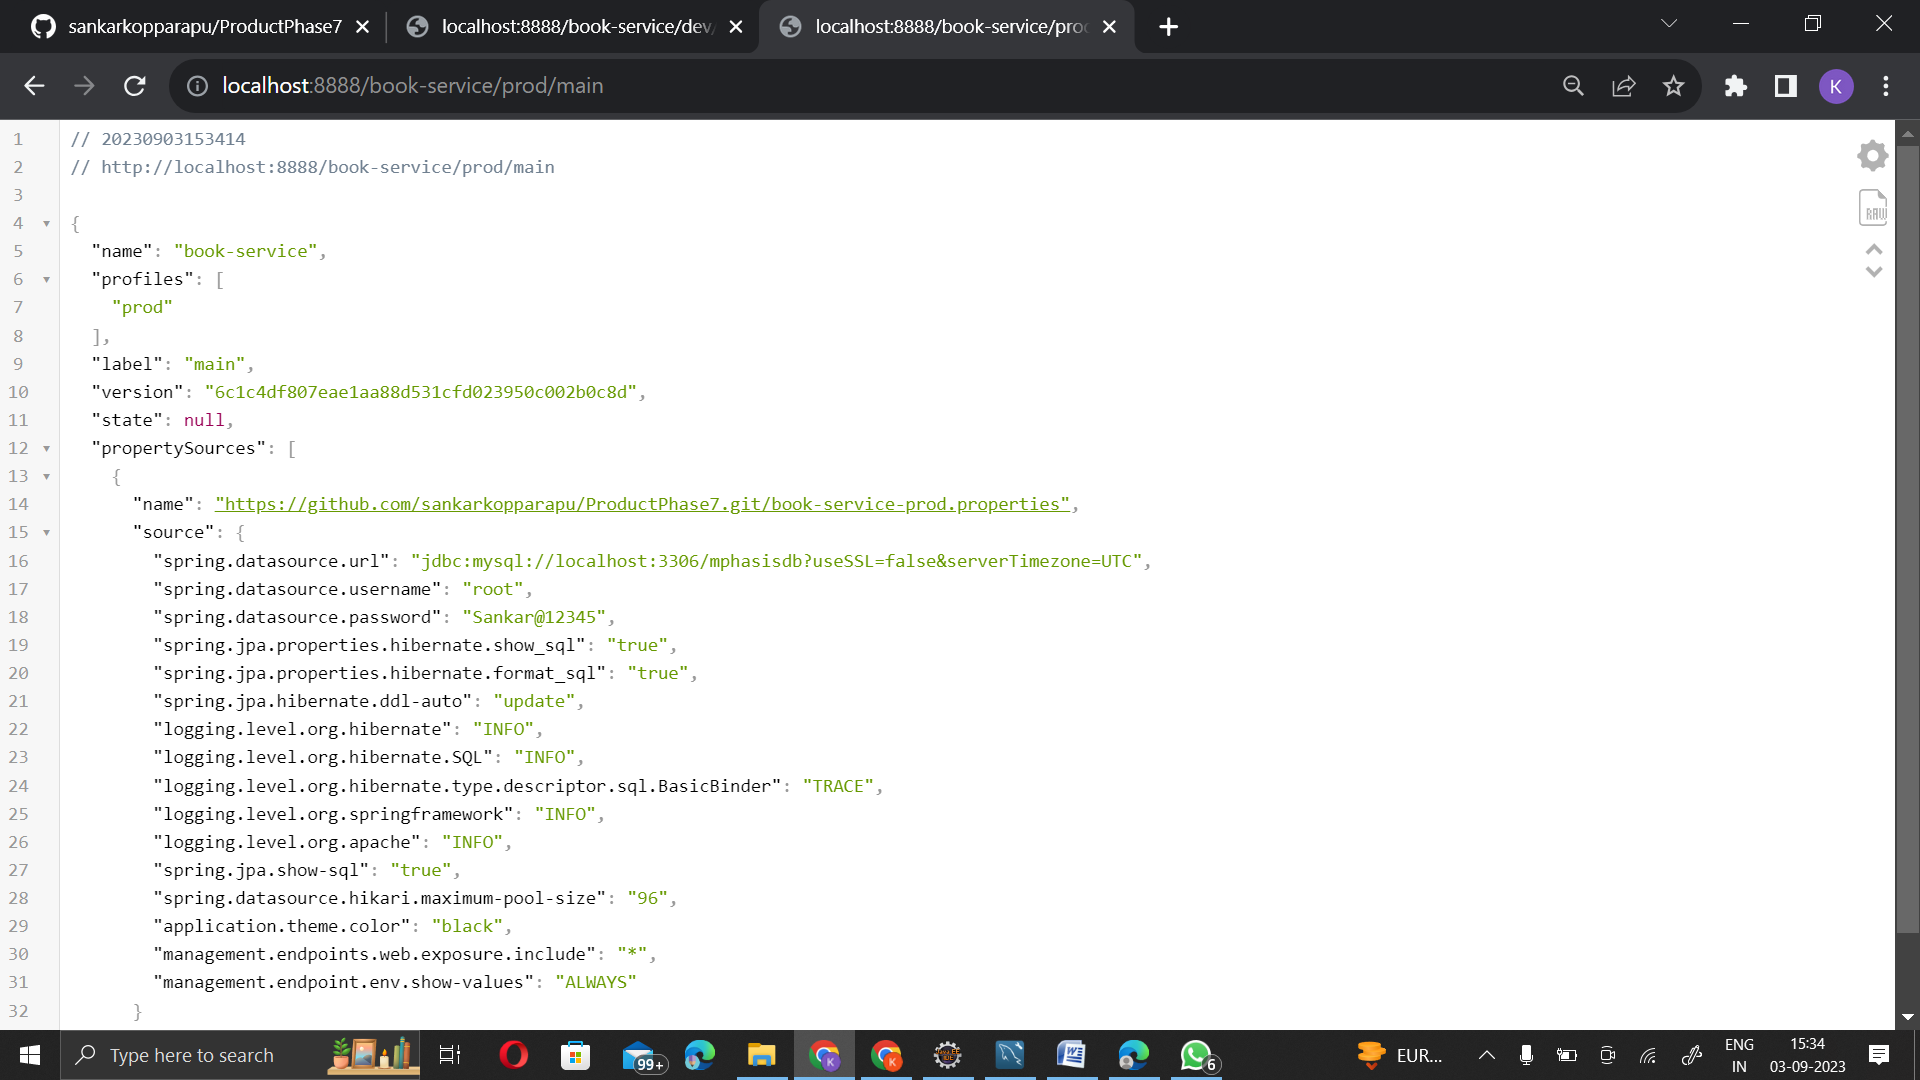 sankarkopparapu/ProductPhase7
localhost:8888/book-service/dev/
localhost:8888/book-service/proc
localhost:8888/book-service/prod/main
K
1 // 20230903153414
2 // http://localhost:8888/book-service/prod/main
3
4 {
5 "name": "book-service",
6 "profiles": [
7 "prod"
8 ],
9 "label": "main",
10 "version": "6c1c4df807eae1aa88d531cfd023950c002b0c8d",
11 "state": null,
12 "propertySources": [
13 {
14 "name": "https://github.com/sankarkopparapu/ProductPhase7.git/book-service-prod.properties",
15 "source": {
16 "spring.datasource.url": "jdbc:mysql://localhost:3306/mphasisdb?useSSL=false&serverTimezone=UTC",
17 "spring.datasource.username": "root",
18 "spring.datasource.password": "Sankar@12345",
19 "spring.jpa.properties.hibernate.show_sql": "true",
20 "spring.jpa.properties.hibernate.format_sql": "true",
21 "spring.jpa.hibernate.ddl-auto": "update",
22 "logging.level.org.hibernate": "INFO",
23 "logging.level.org.hibernate.SQL": "INFO",
24 "logging.level.org.hibernate.type.descriptor.sql.BasicBinder": "TRACE",
25 "logging.level.org.springframework": "INFO",
26 "logging.level.org.apache": "INFO",
27 "spring.jpa.show-sql": "true",
28 "spring.datasource.hikari.maximum-pool-size": "96",
29 "application.theme.color": "black",
30 "management.endpoints.web.exposure.include": "*",
31 "management.endpoint.env.show-values": "ALWAYS"
32 }
RAW
Type here to search
99+
K
K
W
6
EUR...
ENG
IN
15:34
03-09-2023